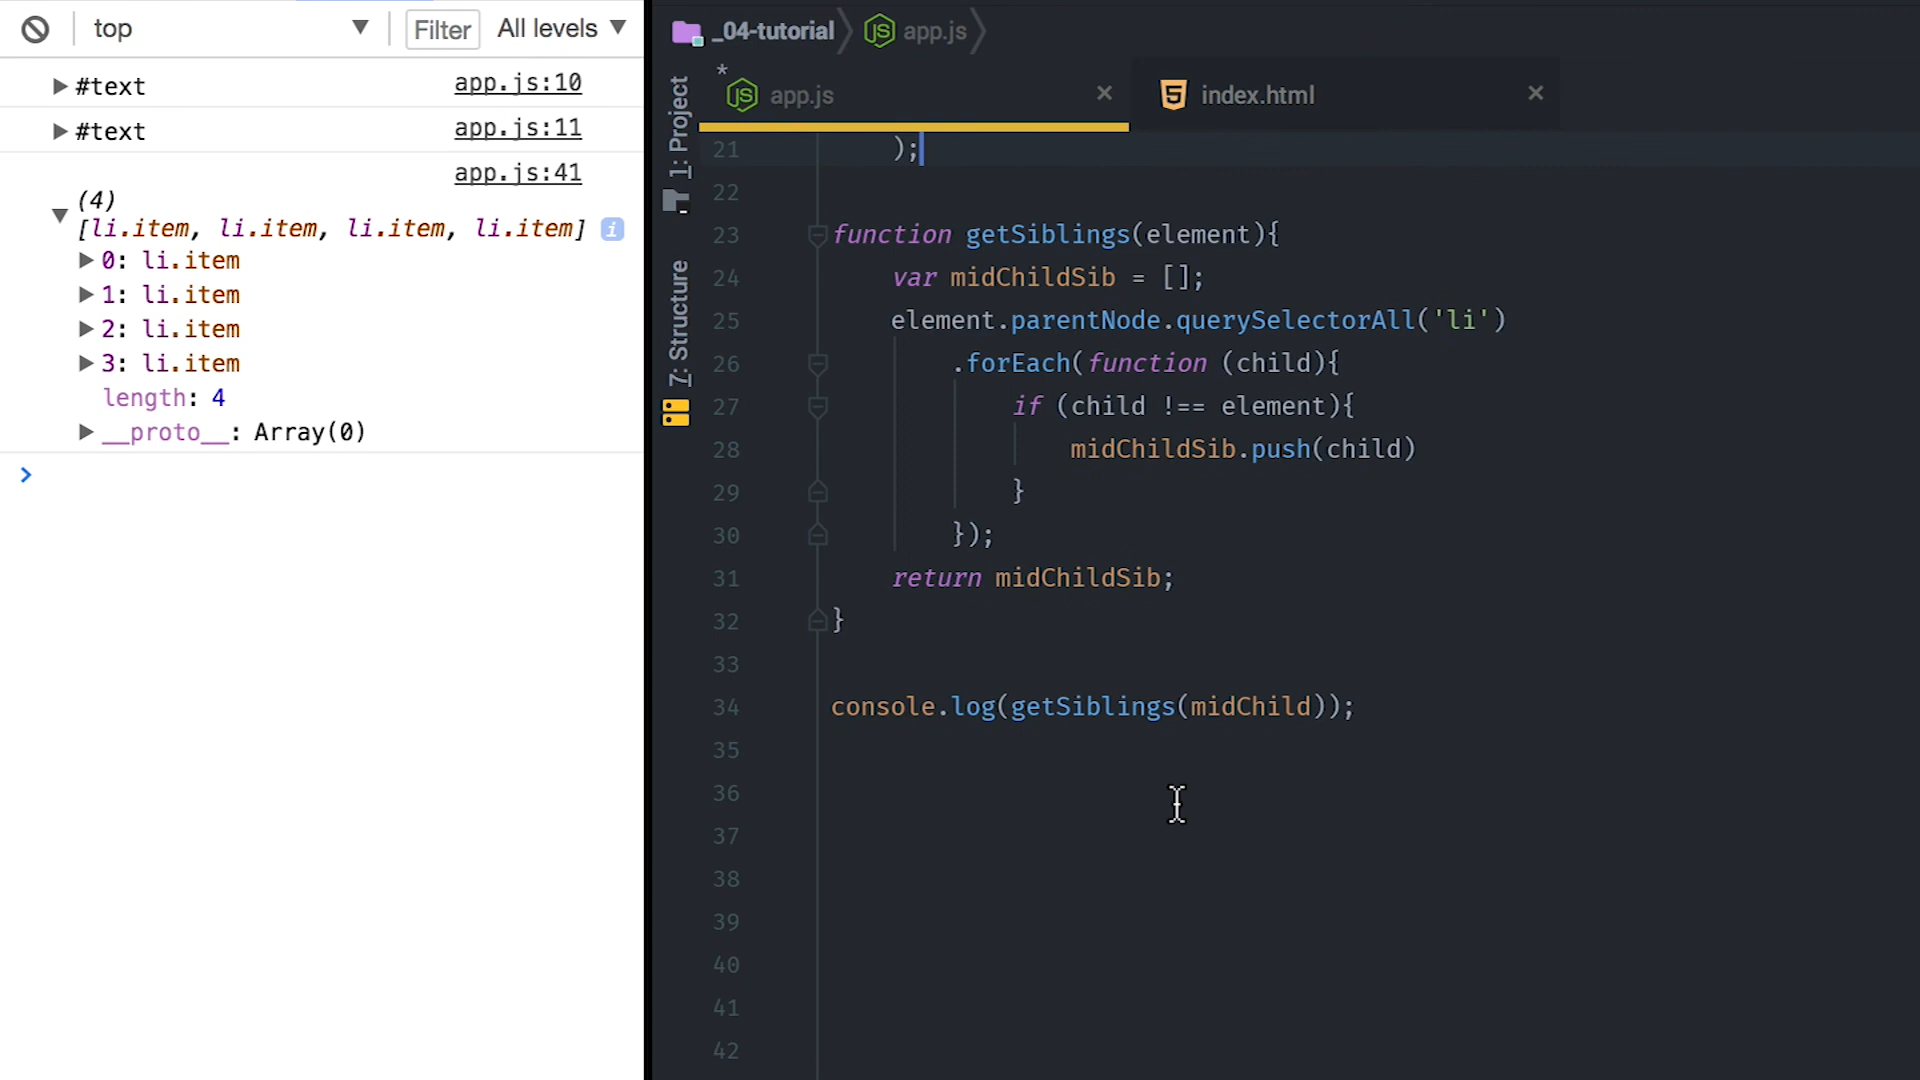 top Filter All levels
#text app.js:10
#text app.js:11
app.js:41
(4)
[li.item, li.item, li.item, li.item] i
0: li.item
1: li.item
2: li.item
3: li.item
length: 4
__proto__: Array(0)
>
_04-tutorial app.js
1: Project
7: Structure
* JS app.js × 5 index.html ×
21 );
22
23 function getSiblings(element){
24 var midChildSib = [];
25 element.parentNode.querySelectorAll('li')
26 .forEach(function (child){
27 if (child !== element){
28 midChildSib.push(child)
29 }
30 });
31 return midChildSib;
32 }
33
34 console.log(getSiblings(midChild));
35
36
37
38
39
40
41
42